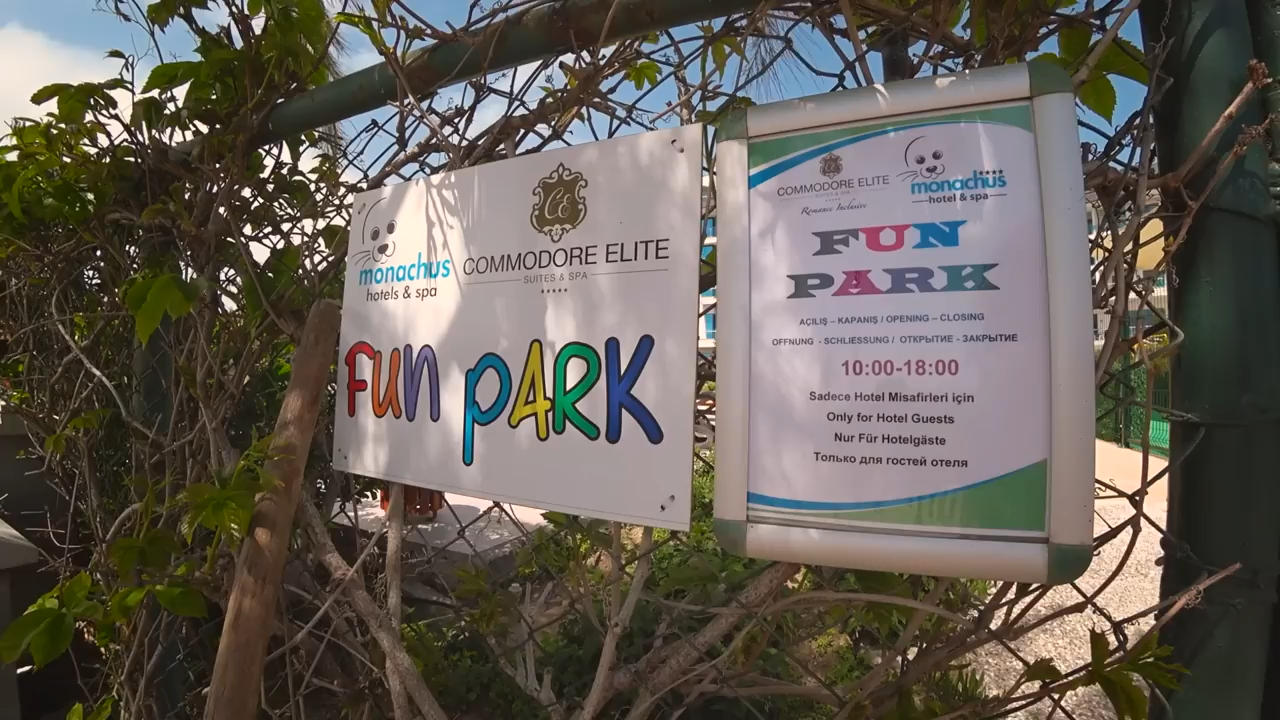 monachus
hotels & spa
CE
COMMODORE ELITE
SUITES & SPA
FUN PARK
COMMODORE ELITE
SUITES & SPA
Romance Inclusive
monachus
hotel & spa
FUN
PARK
AÇILIŞ – KAPANIŞ / OPENING – CLOSING
OFFNUNG - SCHLIESSUNG / ОТКРЫТИЕ - ЗАКРЫТИЕ
10:00-18:00
Sadece Hotel Misafirleri için
Only for Hotel Guests
Nur Für Hotelgäste
Только для гостей отеля